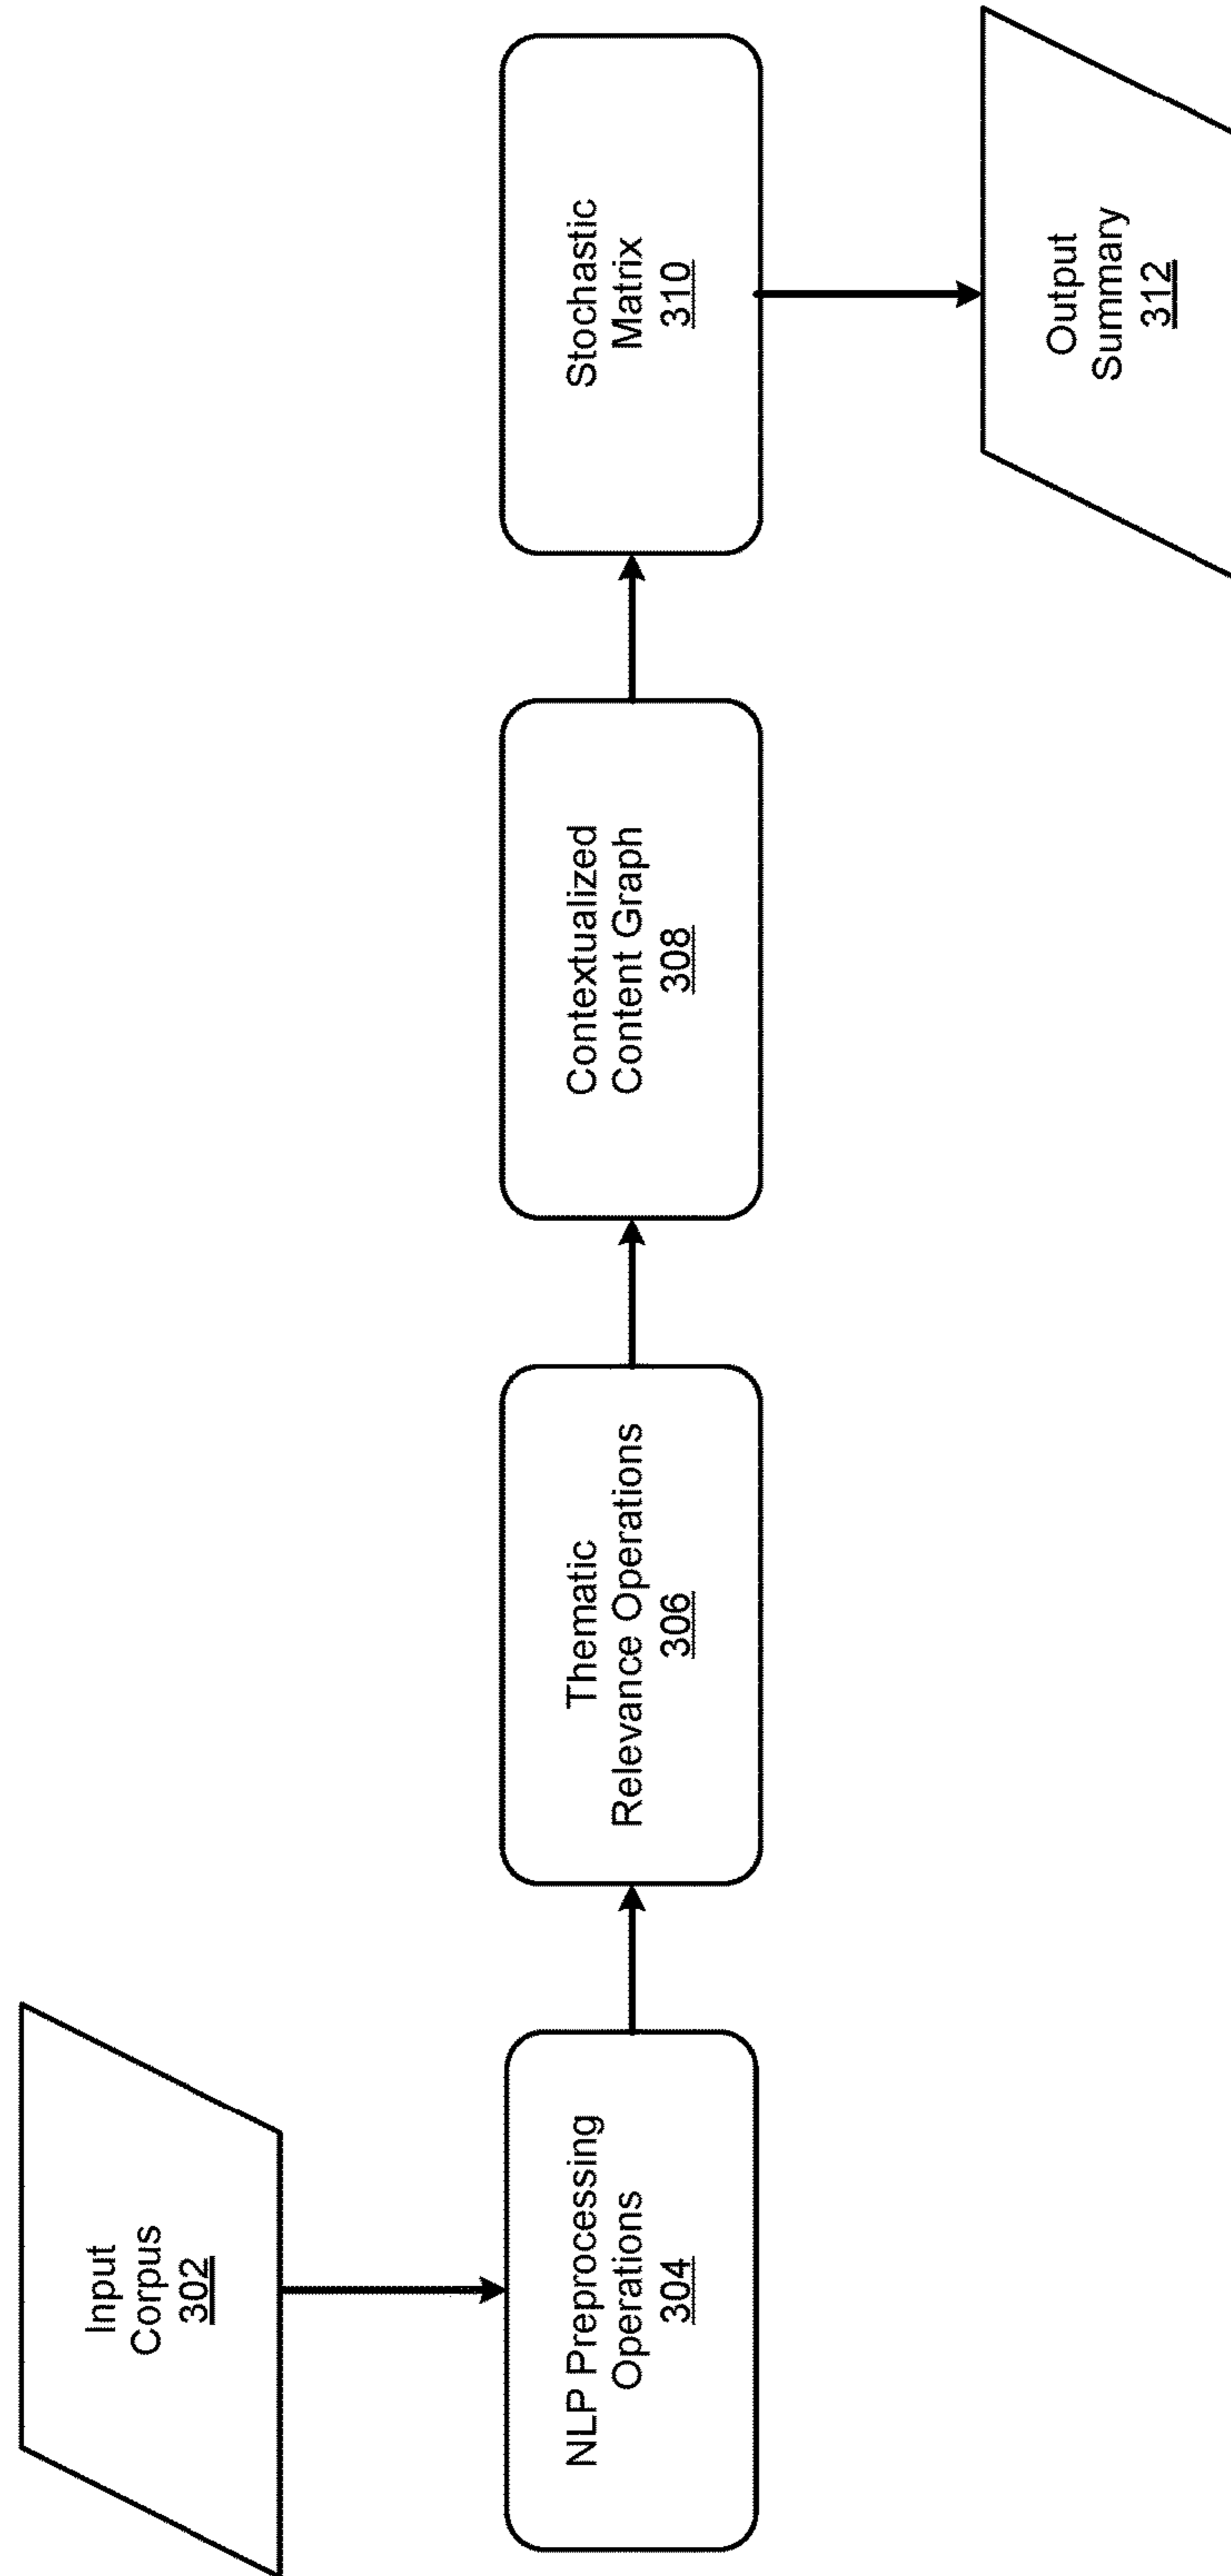 Input
Corpus
302
NLP Preprocessing
Operations
304
Thematic
Relevance Operations
306
Contextualized
Content Graph
308
Stochastic
Matrix
310
Output
Summary
312